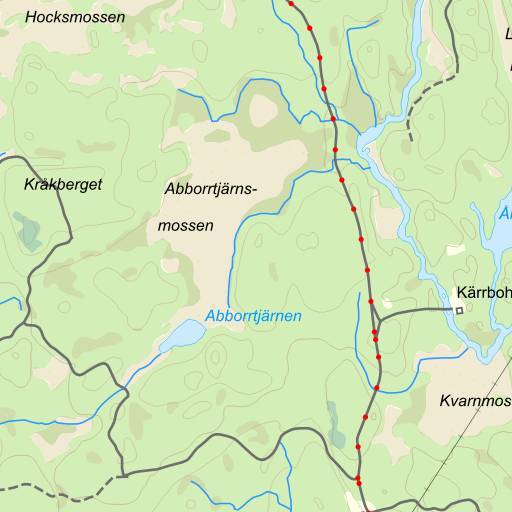 Hocksmossen
Kråkberget
Abborrtjärns-
mossen
Kärrboh
Abborrtjärnen
Kvarnmos